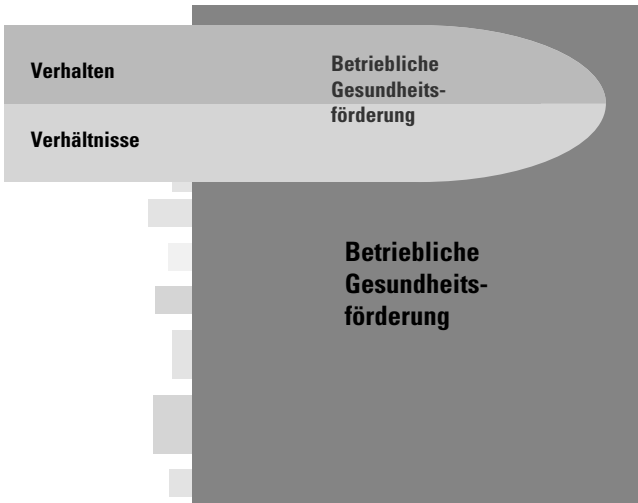 Verhalten
Betriebliche
Gesundheits-
förderung
Verhältnisse
Betriebliche
Gesundheits-
förderung